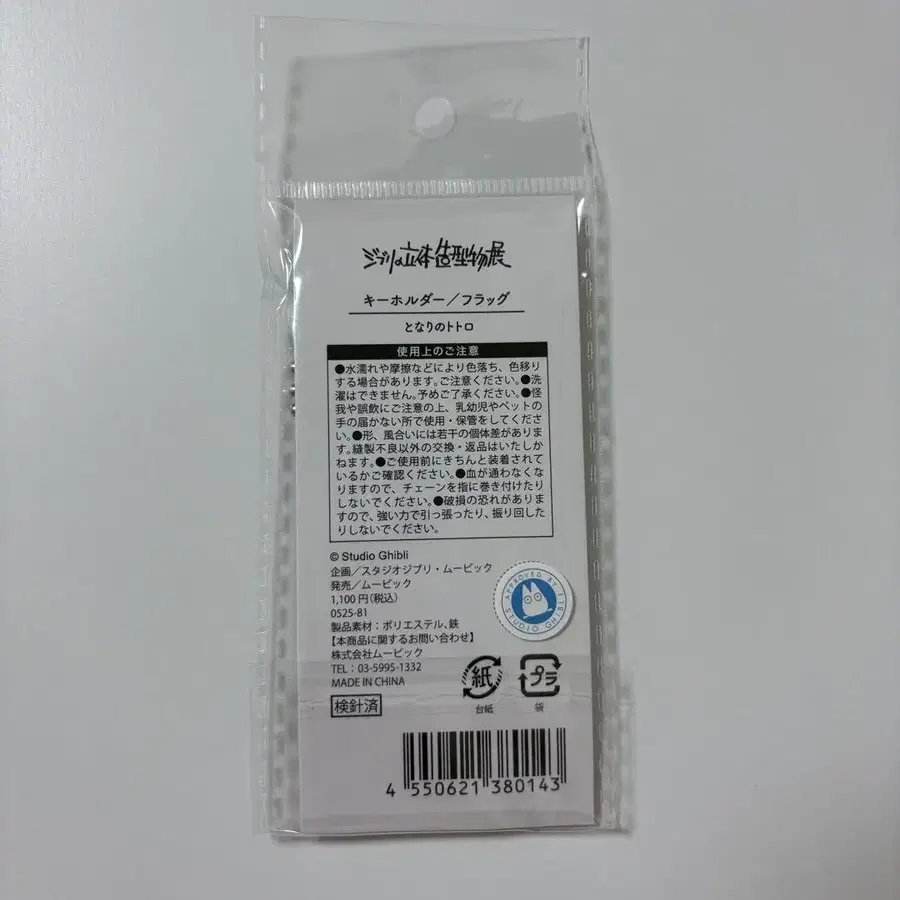 ジブリの立体造型物展
キーホルダー／フラッグ
となりのトトロ
使用上のご注意
●水濡れや摩擦などにより色落ち、色移り
する場合があります。ご注意ください。●洗
濯はできません。予めご了承ください。●怪
我や誤飲にご注意の上、乳幼児やペットの
手の届かない所で使用・保管をしてくださ
い。●形、風合いには若干の個体差がありま
す。縫製不良以外の交換・返品はいたしか
ねます。●ご使用前にきちんと装着されて
いるかご確認ください。●血が通わなくな
りますので、チェーンを指に巻き付けたり
しないでください。●破損の恐れがありま
すので、強い力で引っ張ったり、振り回した
りしないでください。
© Studio Ghibli
企画／スタジオジブリ・ムービック
発売／ムービック
1,100円(税込)
0525-81
製品素材：ポリエステル、鉄
【本商品に関するお問い合わせ】
株式会社ムービック
TEL：03-5995-1332
MADE IN CHINA
検針済
APPROVED BY
STUDIO GHIBLI
紙
台紙
プラ
袋
4 550621 380143